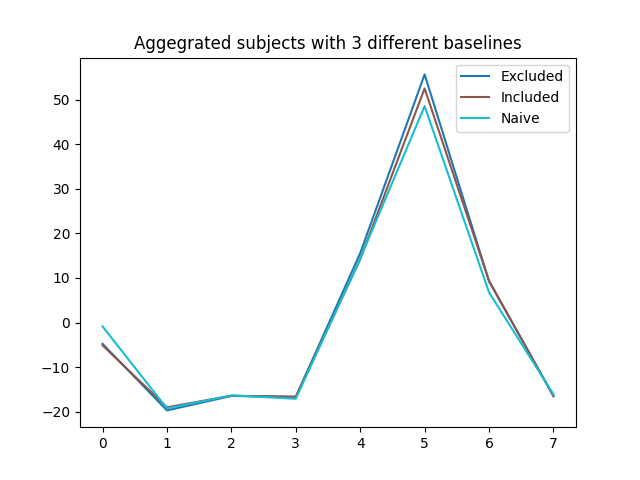 Aggegrated subjects with 3 different baselines
Excluded
Included
Naive
50
40
30
20
10
0
−10
−20
0 1 2 3 4 5 6 7